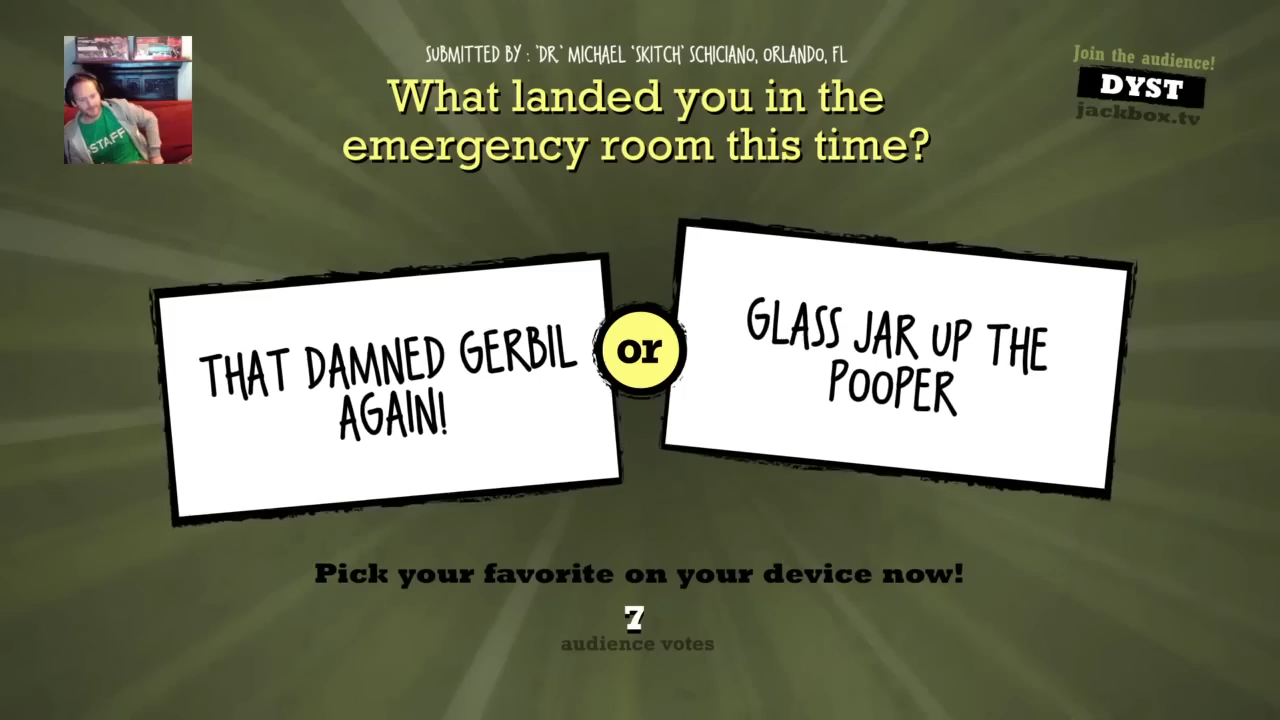 SUBMITTED BY : 'DR.' MICHAEL 'SKITCH' SCHICIANO, ORLANDO, FL
What landed you in the
emergency room this time?
Join the audience!
DYST
jackbox.tv
STAFF
THAT DAMNED GERBIL
AGAIN!
or
GLASS JAR UP THE
POOPER
Pick your favorite on your device now!
7
audience votes